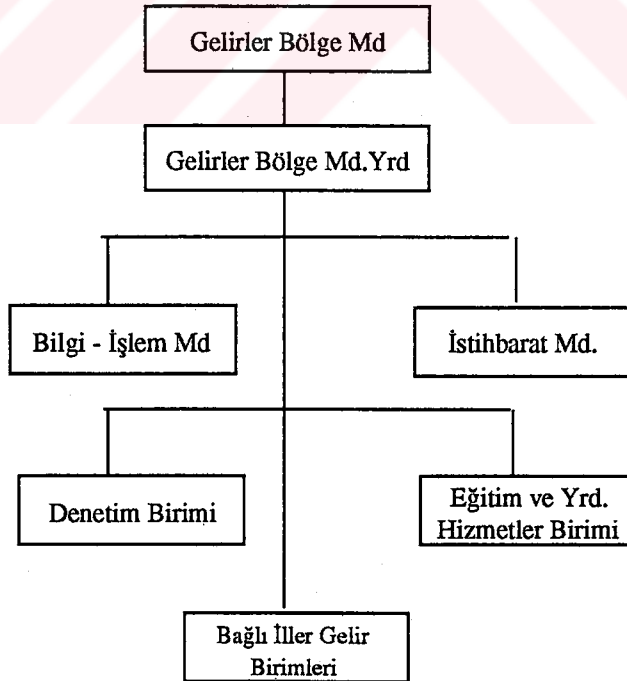 Gelirler Bölge Md
Gelirler Bölge Md.Yrd
Bilgi - İşlem Md
İstihbarat Md.
Denetim Birimi
Eğitim ve Yrd.
Hizmetler Birimi
Bağlı İller Gelir
Birimleri